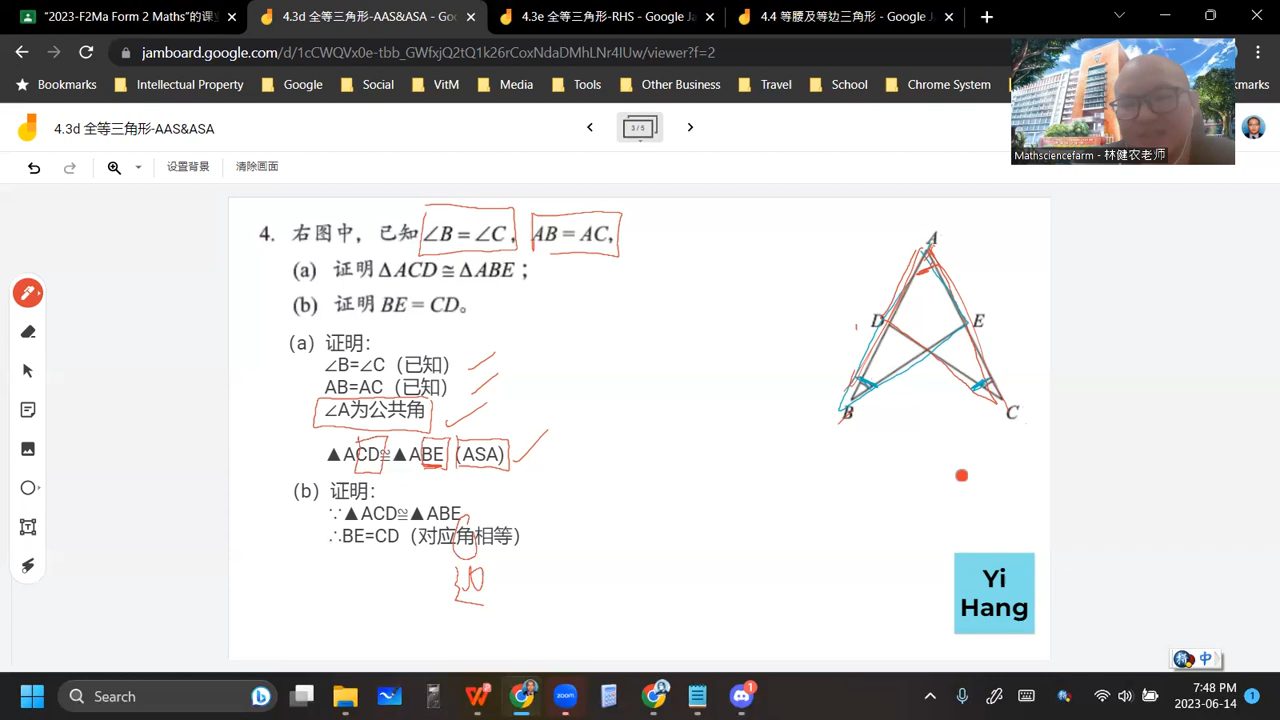 "2023-F2Ma Form 2 Maths"的课
4.3d 全等三角形-AAS&ASA - Goo
4.3e 全等三角形-RHS - Google Ja
4.4 等腰及等边三角形 - Google J
jamboard.google.com
viewer?f=2
Bookmarks
Intellectual Property
Google
Social
VitM
Media
Tools
Other Business
Travel
School
Chrome System
4.3d 全等三角形-AAS&ASA
3 / 5
Mathsciencefarm - 林健农老师
设置背景
清除画面
4. 右图中，已知 ∠B = ∠C，AB = AC,
(a) 证明 ΔACD ≅ ΔABE；
(b) 证明 BE = CD。
(a）证明：
∠B=∠C（已知）
AB=AC（已知）
∠A为公共角
▲ACD≅▲ABE（ASA）
(b）证明：
∵▲ACD≅▲ABE
∴BE=CD（对应角相等）
A
D
E
B
C
Yi
Hang
中
Search
7:48 PM
2023-06-14
1
1